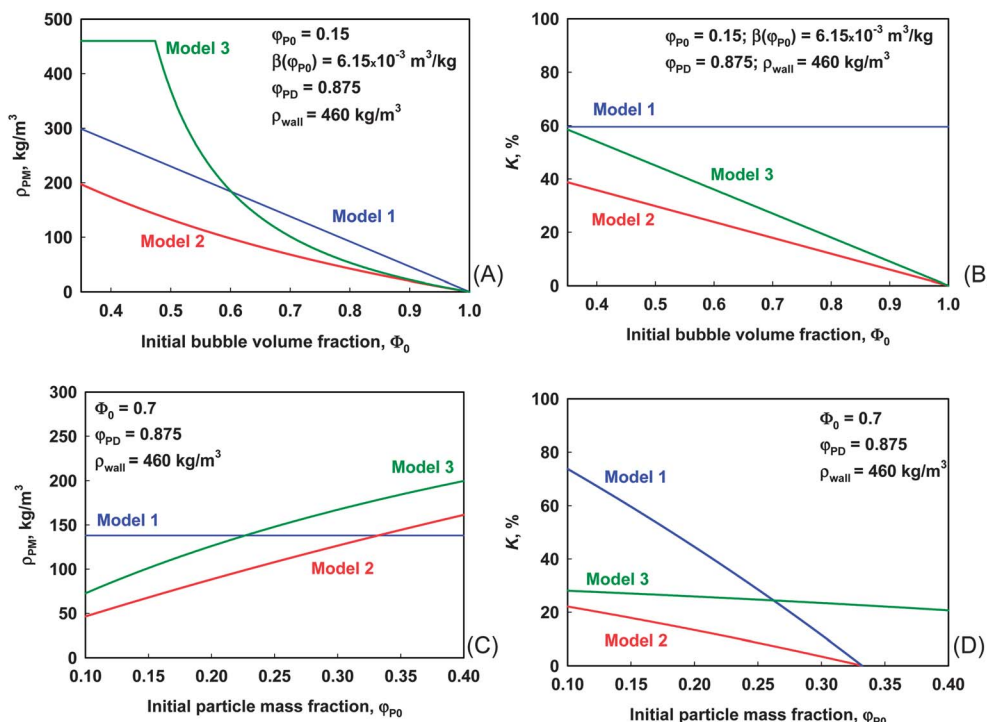 500
400
300
200
100
0
ρPM, kg/m³
Model 3
φP0 = 0.15
β(φP0) = 6.15x10⁻³ m³/kg
φPD = 0.875
ρwall = 460 kg/m³
Model 1
Model 2
0.4 0.5 0.6 0.7 0.8 0.9 1.0
Initial bubble volume fraction, Φ0
(A)
100
80
60
40
20
0
K, %
φP0 = 0.15; β(φP0) = 6.15x10⁻³ m³/kg
φPD = 0.875; ρwall = 460 kg/m³
Model 1
Model 3
Model 2
0.4 0.5 0.6 0.7 0.8 0.9 1.0
Initial bubble volume fraction, Φ0
(B)
300
250
200
150
100
50
0
ρPM, kg/m³
Φ0 = 0.7
φPD = 0.875
ρwall = 460 kg/m³
Model 3
Model 1
Model 2
0.10 0.15 0.20 0.25 0.30 0.35 0.40
Initial particle mass fraction, φP0
(C)
100
80
60
40
20
0
K, %
Φ0 = 0.7
φPD = 0.875
ρwall = 460 kg/m³
Model 1
Model 3
Model 2
0.10 0.15 0.20 0.25 0.30 0.35 0.40
Initial particle mass fraction, φP0
(D)